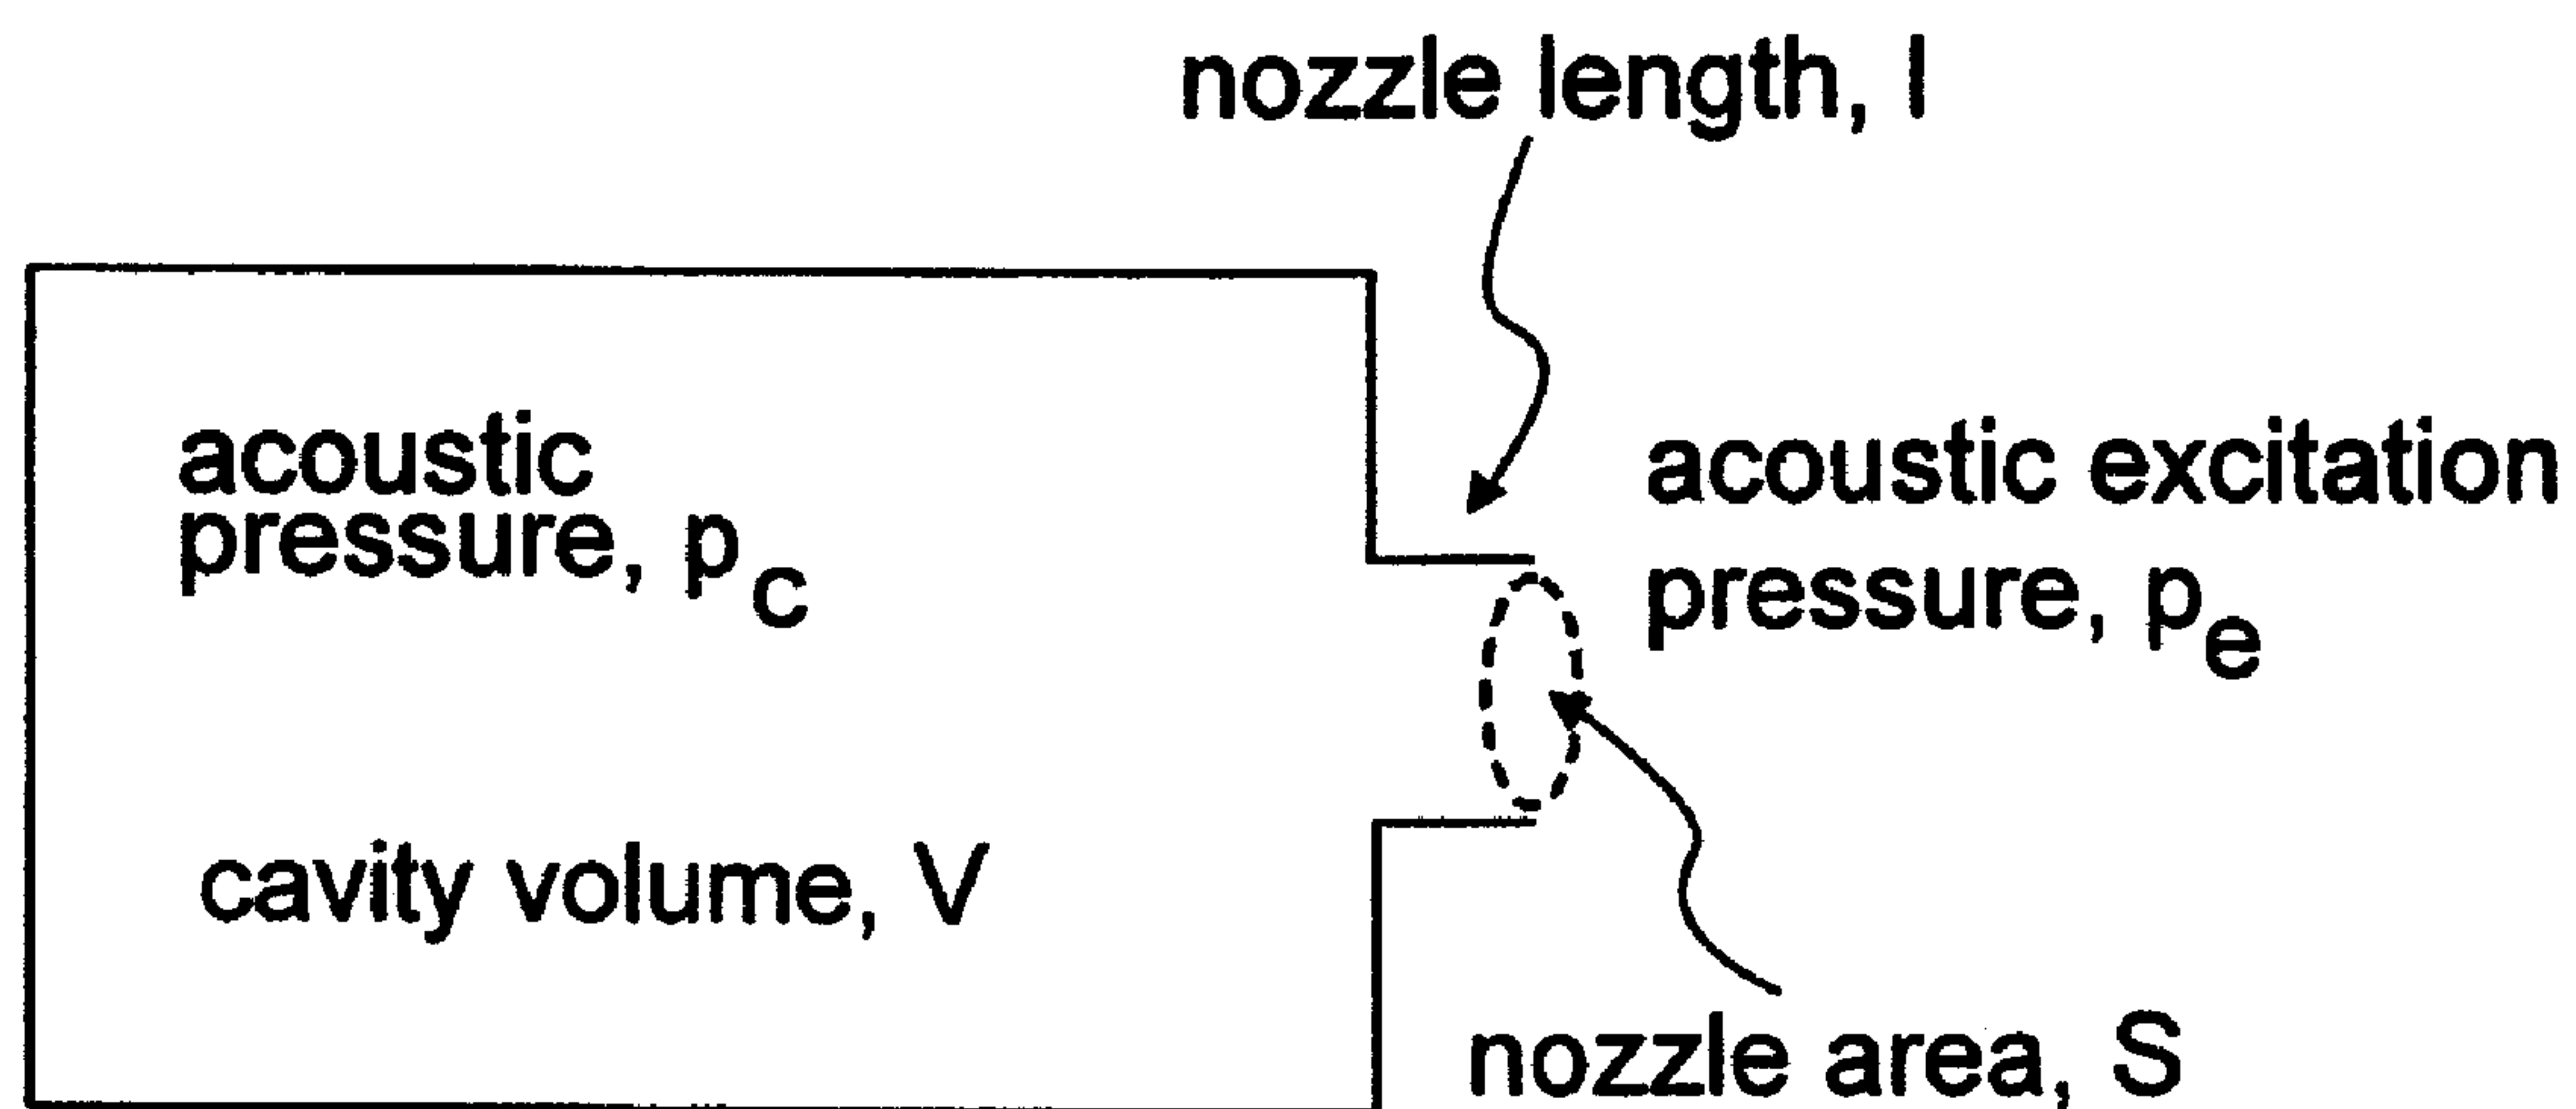 nozzle length, l
acoustic
pressure, pc
acoustic excitation
pressure, pe
cavity volume, V
nozzle area, S